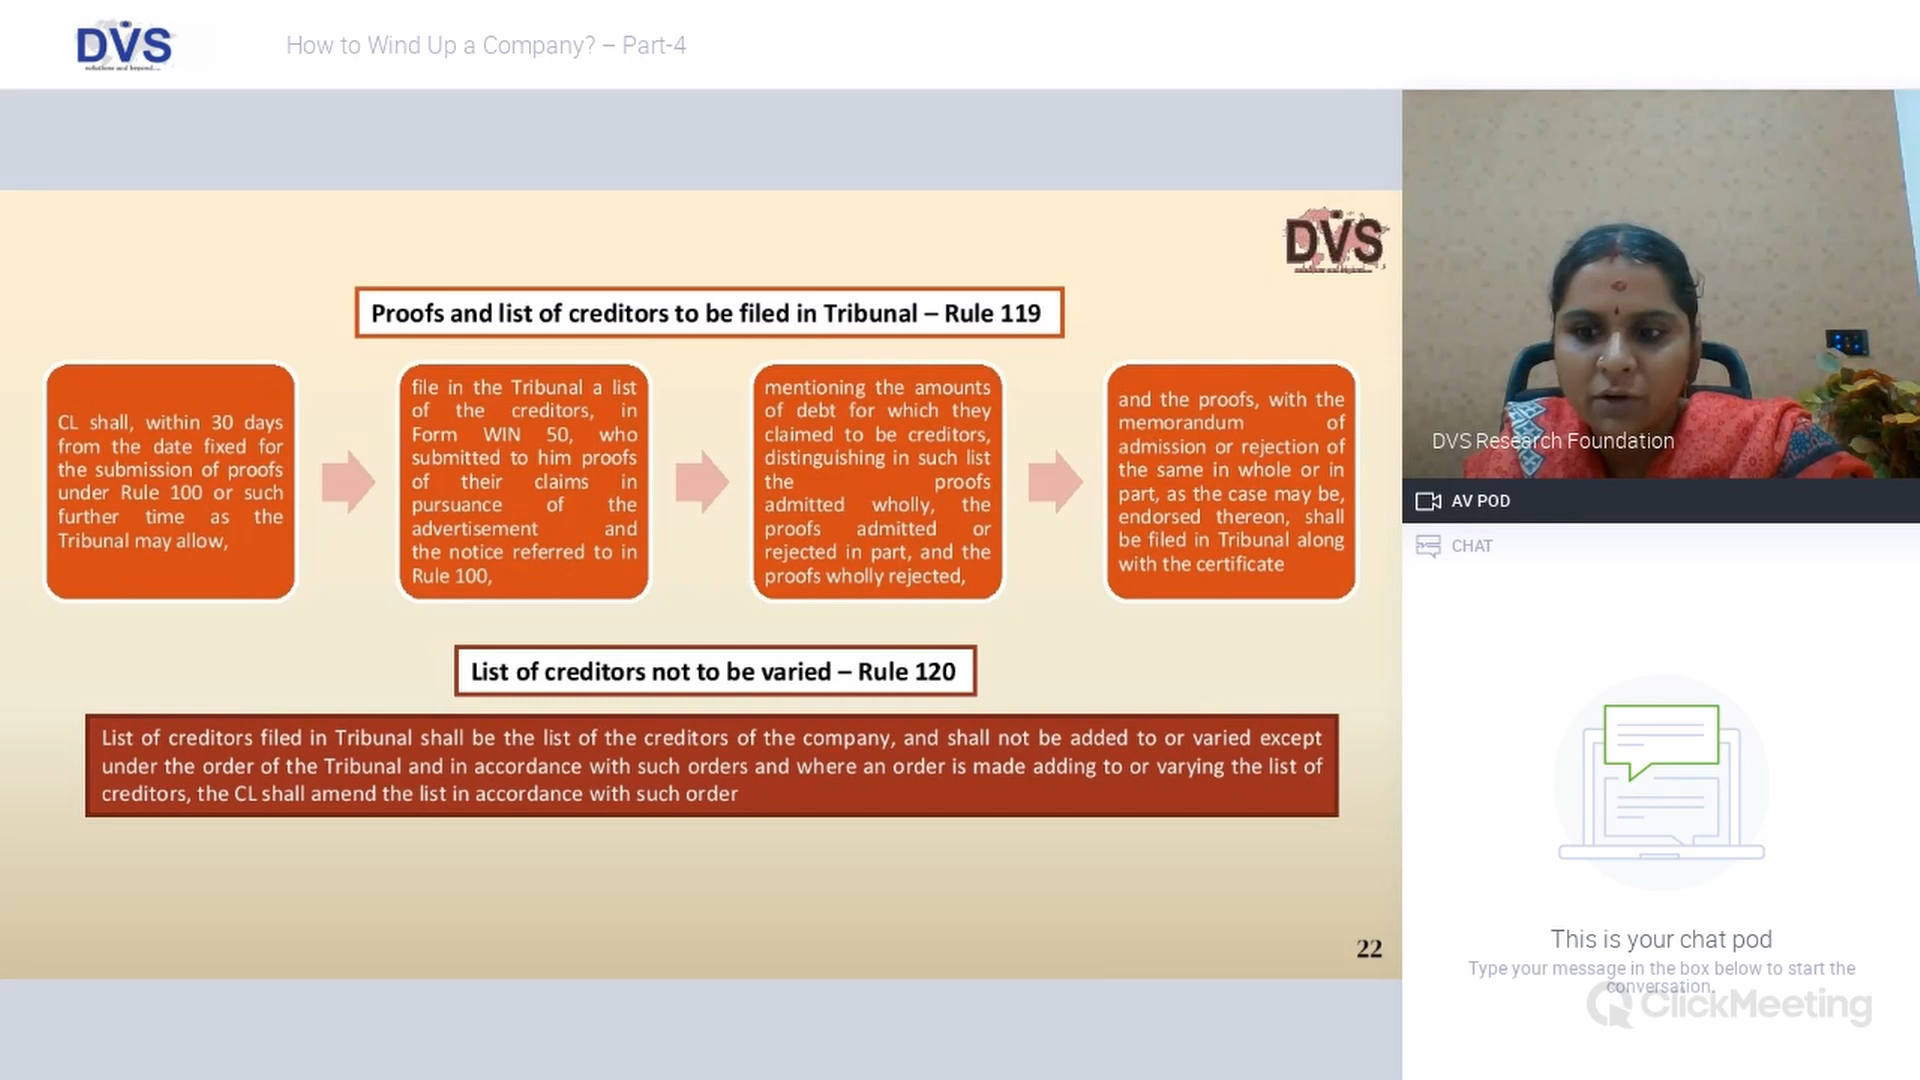 DVS
solutions and beyond...
How to Wind Up a Company? – Part-4
DVS
Proofs and list of creditors to be filed in Tribunal – Rule 119
CL shall, within 30 days
from the date fixed for
the submission of proofs
under Rule 100 or such
further time as the
Tribunal may allow,
file in the Tribunal a list
of the creditors, in
Form WIN 50, who
submitted to him proofs
of their claims in
pursuance of the
advertisement and
the notice referred to in
Rule 100,
mentioning the amounts
of debt for which they
claimed to be creditors,
distinguishing in such list
the proofs
admitted wholly, the
proofs admitted or
rejected in part, and the
proofs wholly rejected,
and the proofs, with the
memorandum of
admission or rejection of
the same in whole or in
part, as the case may be,
endorsed thereon, shall
be filed in Tribunal along
with the certificate
List of creditors not to be varied – Rule 120
List of creditors filed in Tribunal shall be the list of the creditors of the company, and shall not be added to or varied except
under the order of the Tribunal and in accordance with such orders and where an order is made adding to or varying the list of
creditors, the CL shall amend the list in accordance with such order
22
DVS Research Foundation
AV POD
CHAT
This is your chat pod
Type your message in the box below to start the
conversation.
ClickMeeting